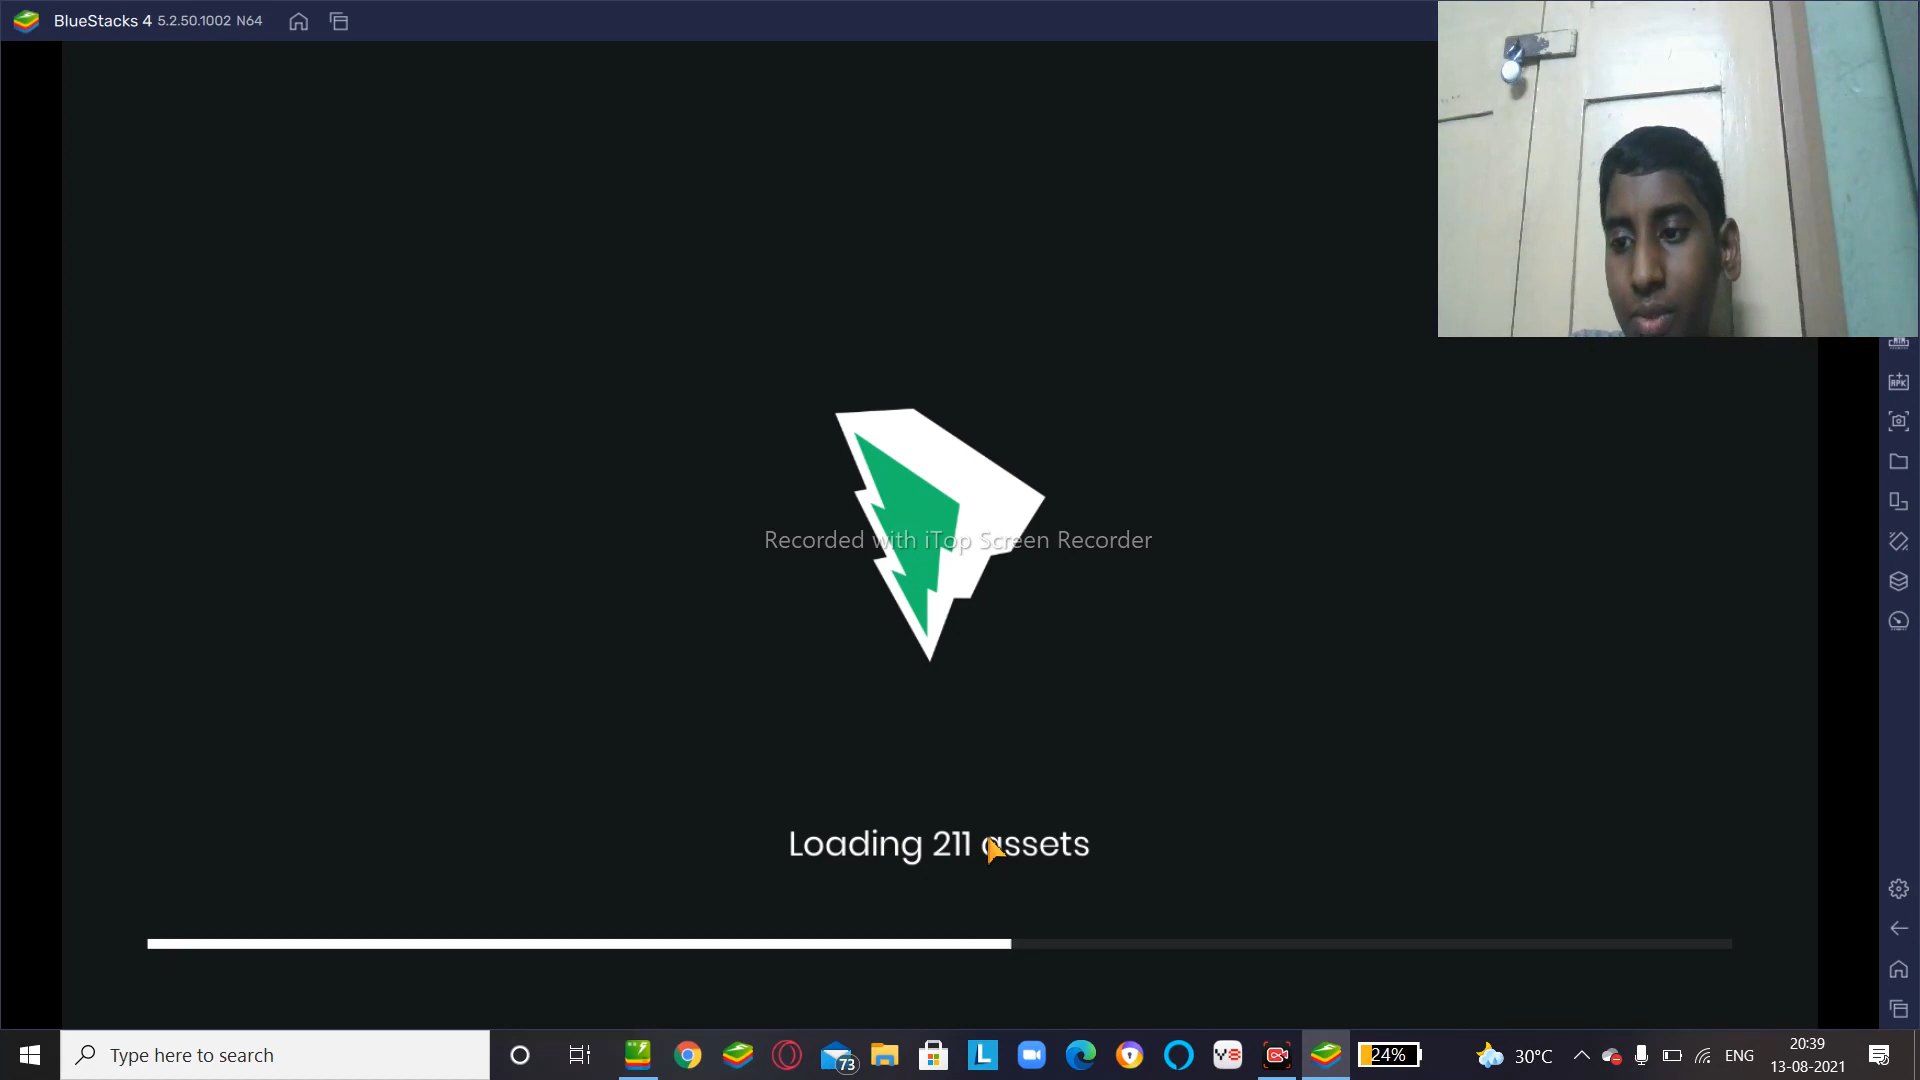 BlueStacks 4 5.2.50.1002 N64
Recorded with iTop Screen Recorder
Loading 211 assets
Type here to search
73
L
24%
30°C
ENG
20:39
13-08-2021
APK